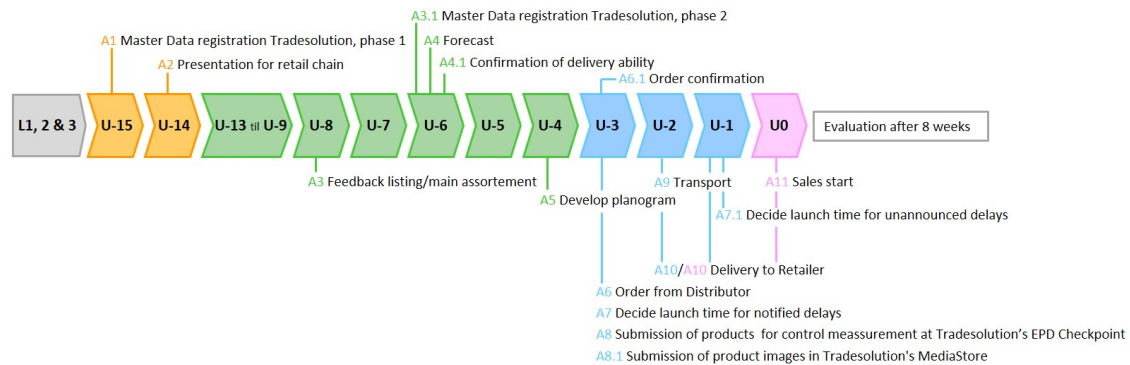 A3.1 Master Data registration Tradesolution, phase 2
A1 Master Data registration Tradesolution, phase 1
A4 Forecast
A2 Presentation for retail chain
A4.1 Confirmation of delivery ability
A6.1 Order confirmation
L1, 2 & 3
U-15
U-14
U-13 til U-9
U-8
U-7
U-6
U-5
U-4
U-3
U-2
U-1
U0
Evaluation after 8 weeks
A3 Feedback listing/main assortement
A9 Transport
A11 Sales start
A5 Develop planogram
A7.1 Decide launch time for unannounced delays
A10/A10 Delivery to Retailer
A6 Order from Distributor
A7 Decide launch time for notified delays
A8 Submission of products for control meassurement at Tradesolution’s EPD Checkpoint
A8.1 Submission of product images in Tradesolution's MediaStore